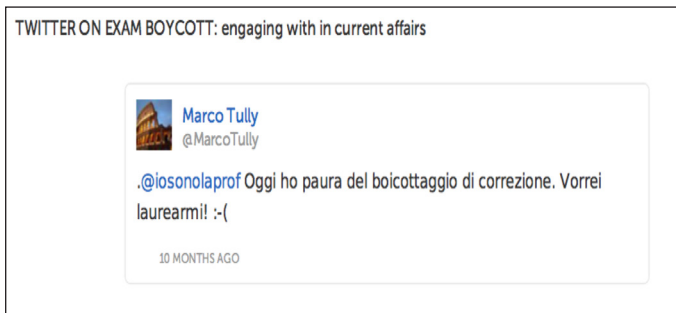 TWITTER ON EXAM BOYCOTT: engaging with in current affairs
Marco Tully
@MarcoTully
.@iosonolaprof Oggi ho paura del boicottaggio di correzione. Vorrei
laurearmi! :-(
10 MONTHS AGO